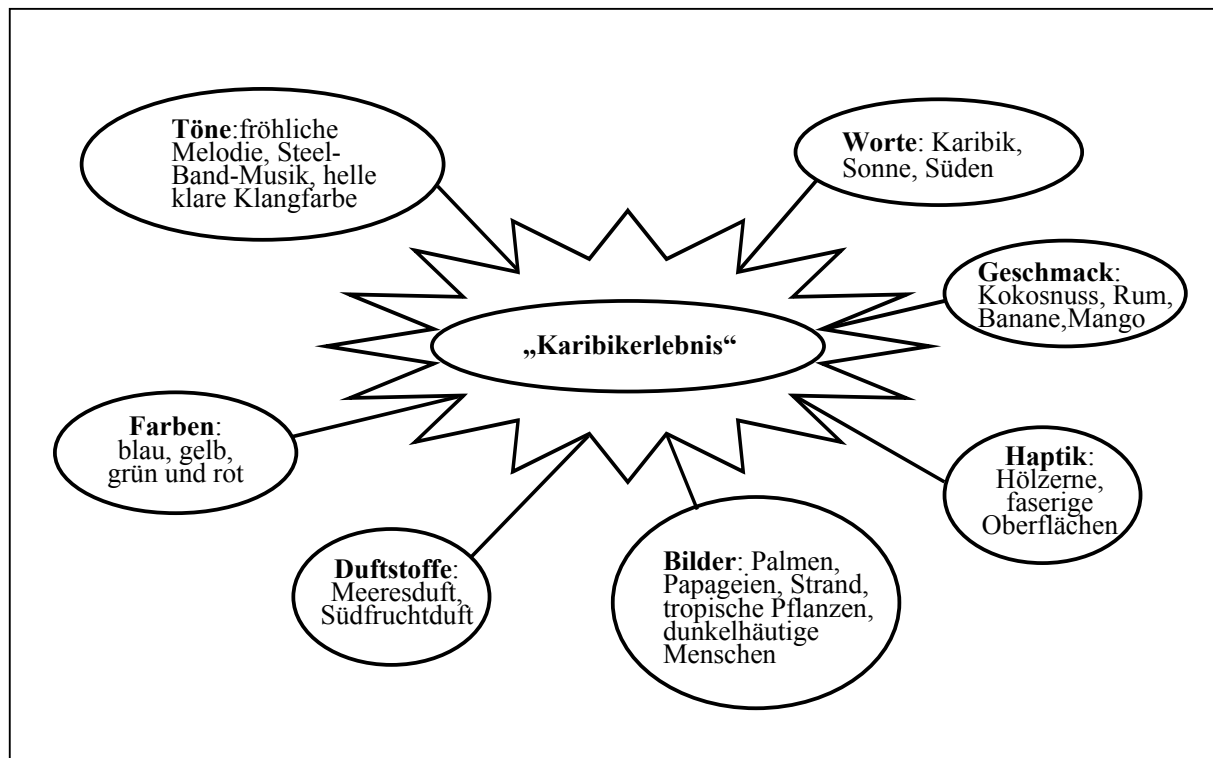 Töne:fröhliche
Melodie, Steel-
Band-Musik, helle
klare Klangfarbe
Worte: Karibik,
Sonne, Süden
Geschmack:
Kokosnuss, Rum,
Banane,Mango
„Karibikerlebnis“
Farben:
blau, gelb,
grün und rot
Haptik:
Hölzerne,
faserige
Oberflächen
Duftstoffe:
Meeresduft,
Südfruchtduft
Bilder: Palmen,
Papageien, Strand,
tropische Pflanzen,
dunkelhäutige
Menschen